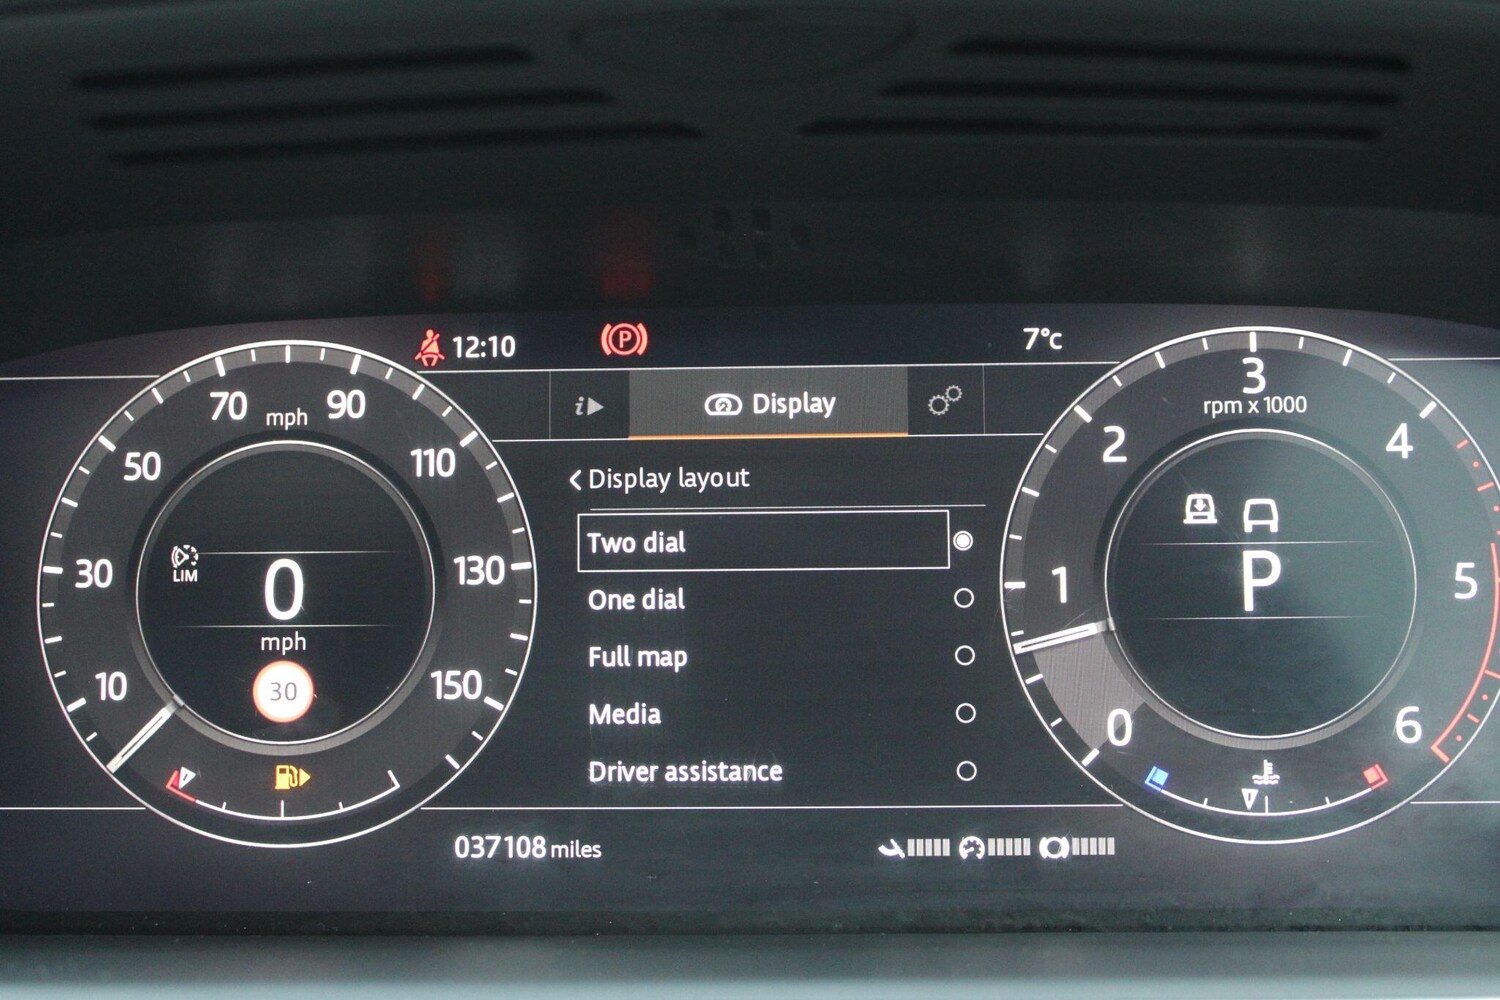 12:10
P
7°c
i
Display
Display layout
Two dial
One dial
Full map
Media
Driver assistance
10
30
50
70
mph
90
110
130
150
LIM
0
mph
30
0
1
2
3
rpm x 1000
4
5
6
P
037108 miles